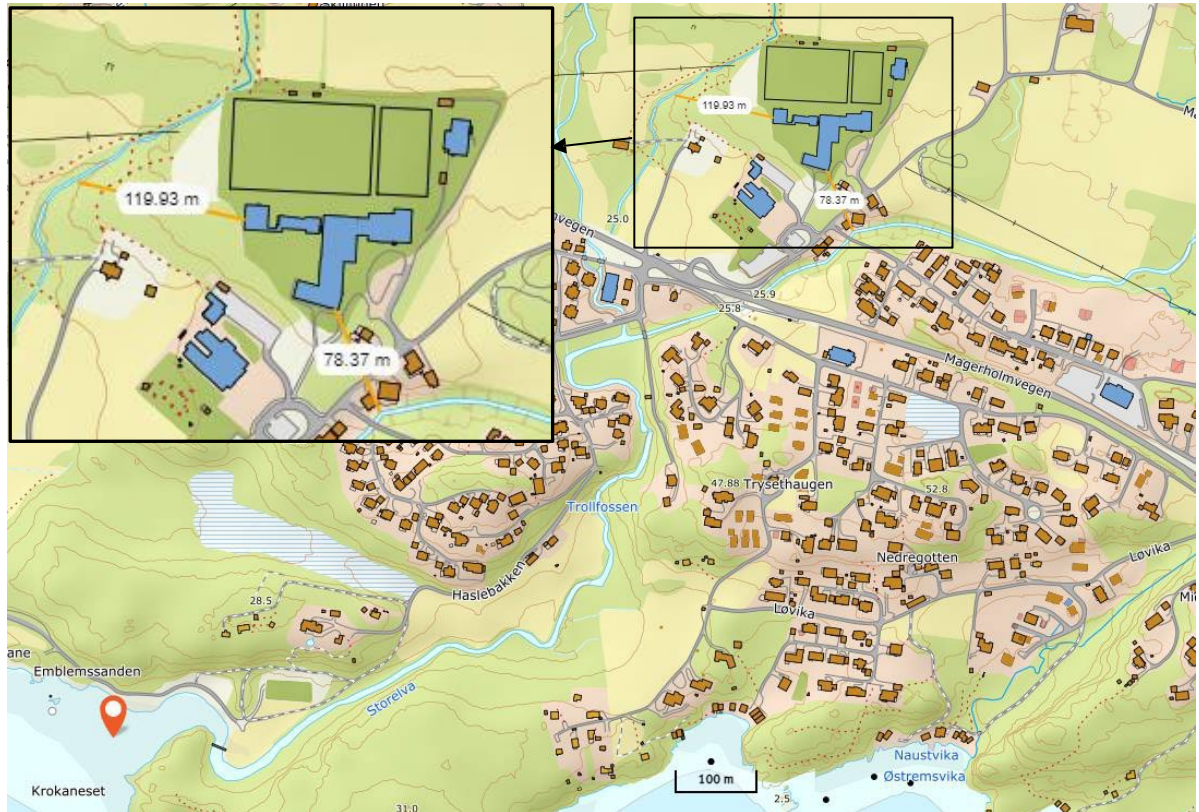 119.93 m
78.37 m
119.93 m
78.37 m
25.0
25.9
25.8
Magerholmvegen
47.88
Trysethaugen
52.8
Trollfossen
Nedregotten
Løvika
Haslebakken
Løvika
28.5
Emblemssanden
Storelva
Naustvika
100 m
Østremsvika
Krokaneset
2.5
31.0